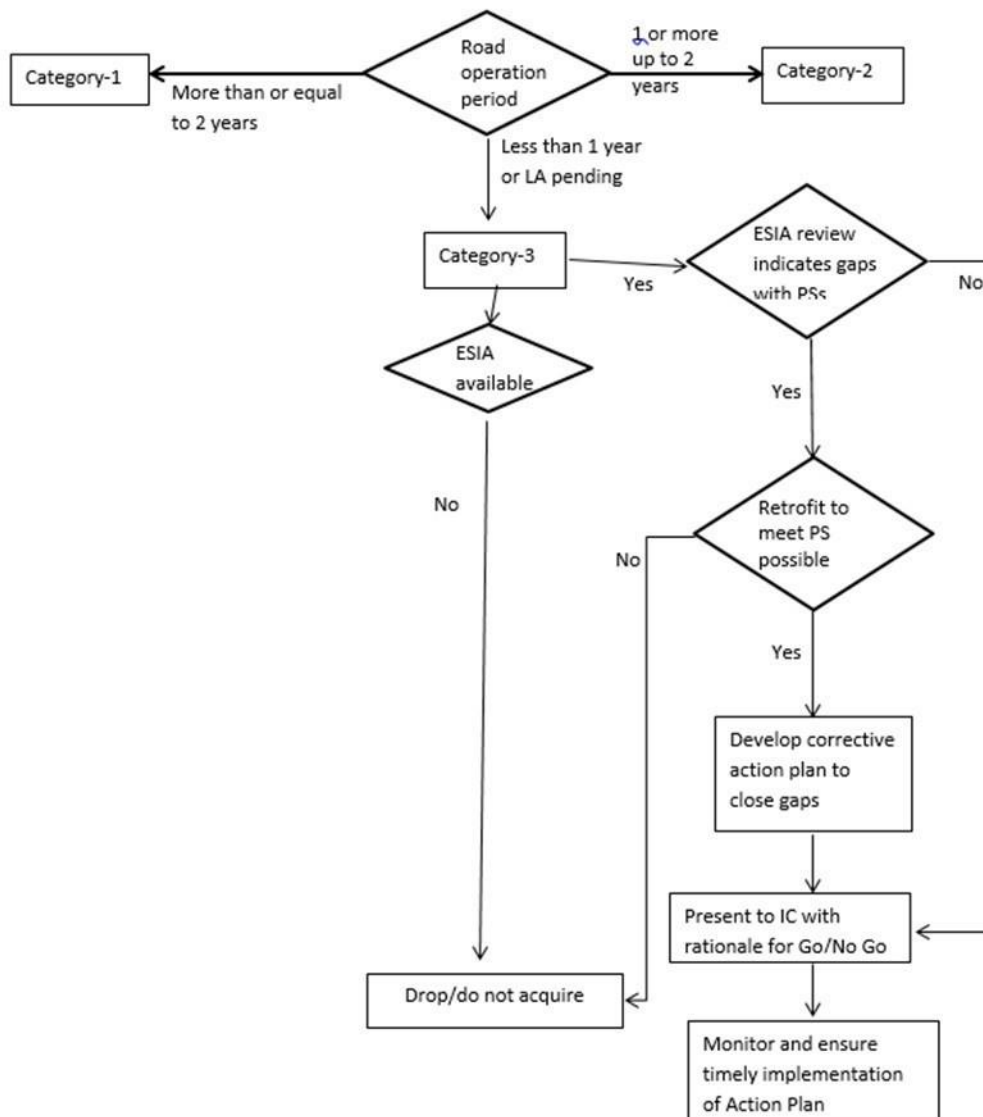 Road
operation
period
1 or more
up to 2
years
Category-1
Category-2
More than or equal
to 2 years
Less than 1 year
or LA pending
ESIA review
indicates gaps
with PSs
Category-3
Yes
No
ESIA
available
Yes
No
Retrofit to
meet PS
possible
No
Yes
Develop corrective
action plan to
close gaps
Present to IC with
rationale for Go/No Go
Drop/do not acquire
Monitor and ensure
timely implementation
of Action Plan